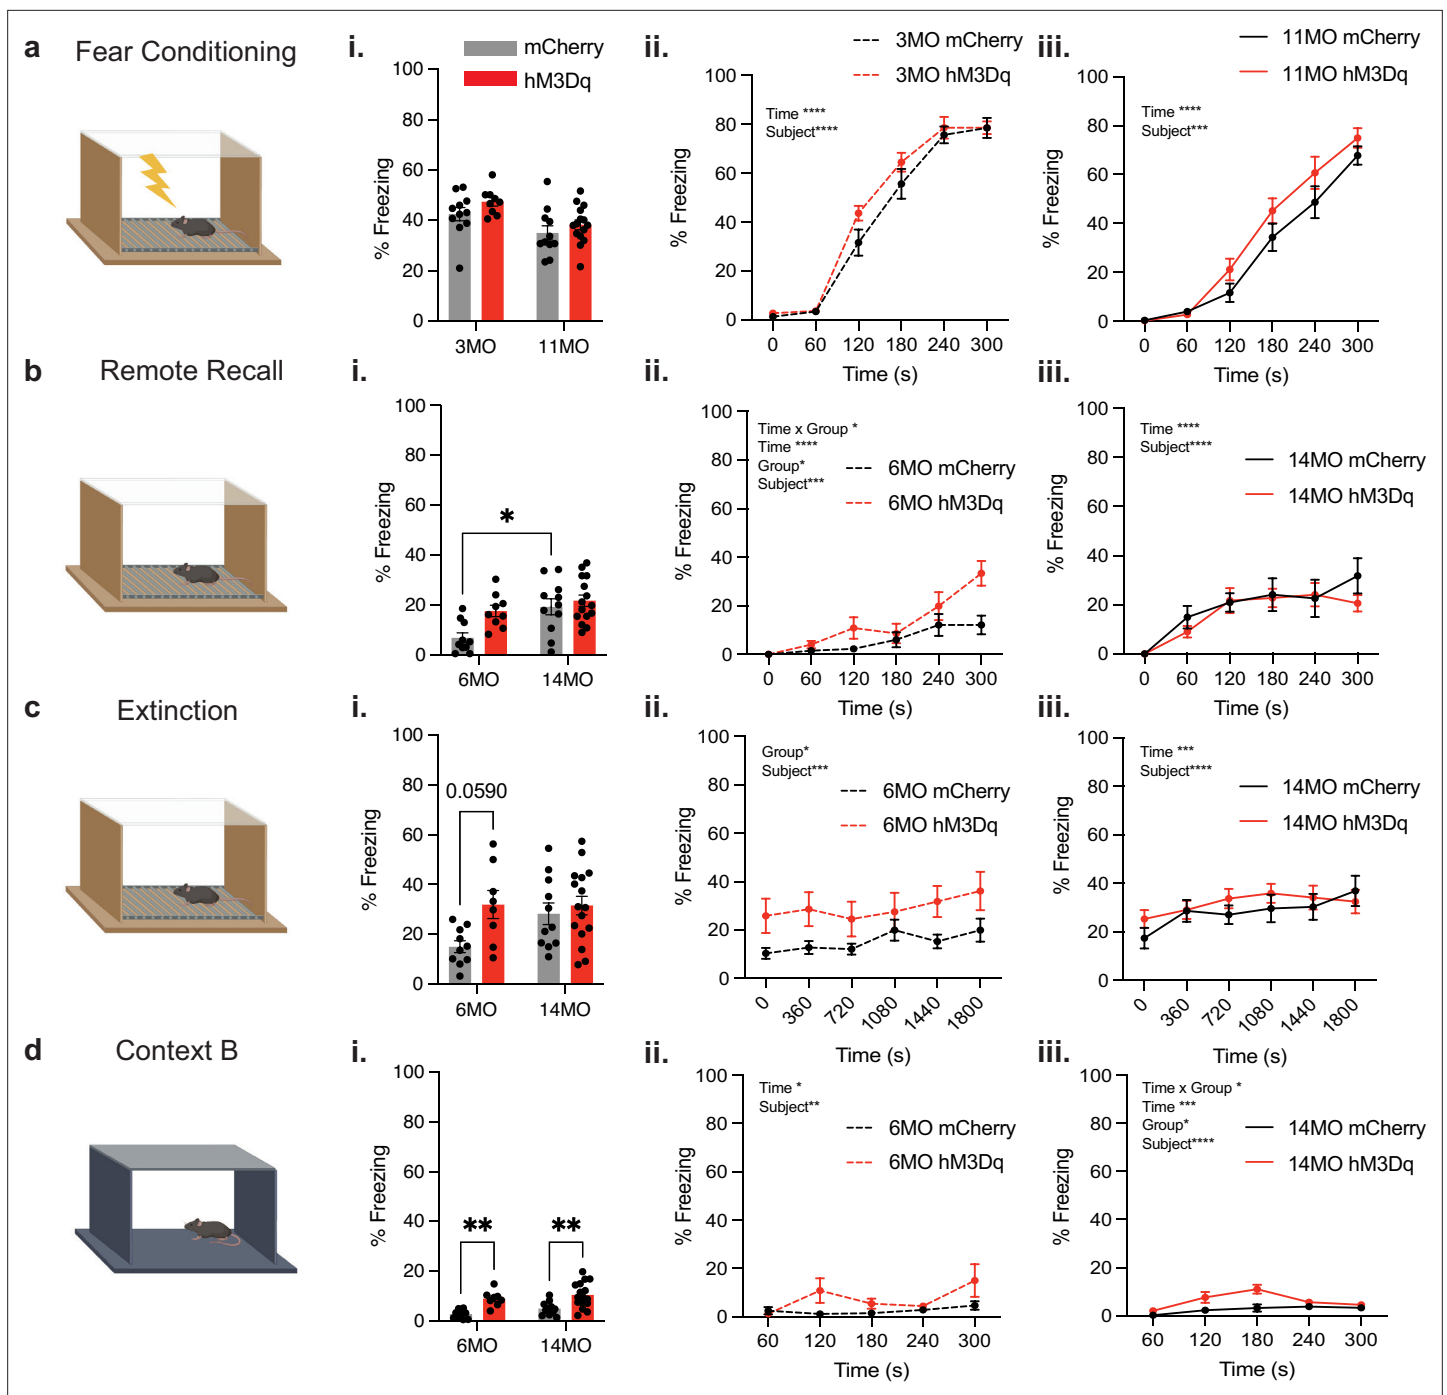 a
Fear Conditioning
i.
mCherry
hM3Dq
% Freezing
100
80
60
40
20
0
3MO
11MO
ii.
3MO mCherry
3MO hM3Dq
Time ****
Subject****
% Freezing
100
80
60
40
20
0
0 60 120 180 240 300
Time (s)
iii.
11MO mCherry
11MO hM3Dq
Time ****
Subject***
% Freezing
100
80
60
40
20
0
0 60 120 180 240 300
Time (s)
b
Remote Recall
i.
% Freezing
100
80
60
40
20
0
*
6MO
14MO
ii.
Time x Group *
Time ****
Group*
Subject***
6MO mCherry
6MO hM3Dq
% Freezing
100
80
60
40
20
0
0 60 120 180 240 300
Time (s)
iii.
Time ****
Subject****
14MO mCherry
14MO hM3Dq
% Freezing
100
80
60
40
20
0
0 60 120 180 240 300
Time (s)
c
Extinction
i.
% Freezing
100
80
60
40
20
0
0.0590
6MO
14MO
ii.
Group*
Subject***
6MO mCherry
6MO hM3Dq
% Freezing
100
80
60
40
20
0
0 360 720 1080 1440 1800
Time (s)
iii.
Time ***
Subject****
14MO mCherry
14MO hM3Dq
% Freezing
100
80
60
40
20
0
0 360 720 1080 1440 1800
Time (s)
d
Context B
i.
% Freezing
100
80
60
40
20
0
**
**
6MO
14MO
ii.
Time *
Subject**
6MO mCherry
6MO hM3Dq
% Freezing
100
80
60
40
20
0
60 120 180 240 300
Time (s)
iii.
Time x Group *
Time ***
Group*
Subject****
14MO mCherry
14MO hM3Dq
% Freezing
100
80
60
40
20
0
60 120 180 240 300
Time (s)